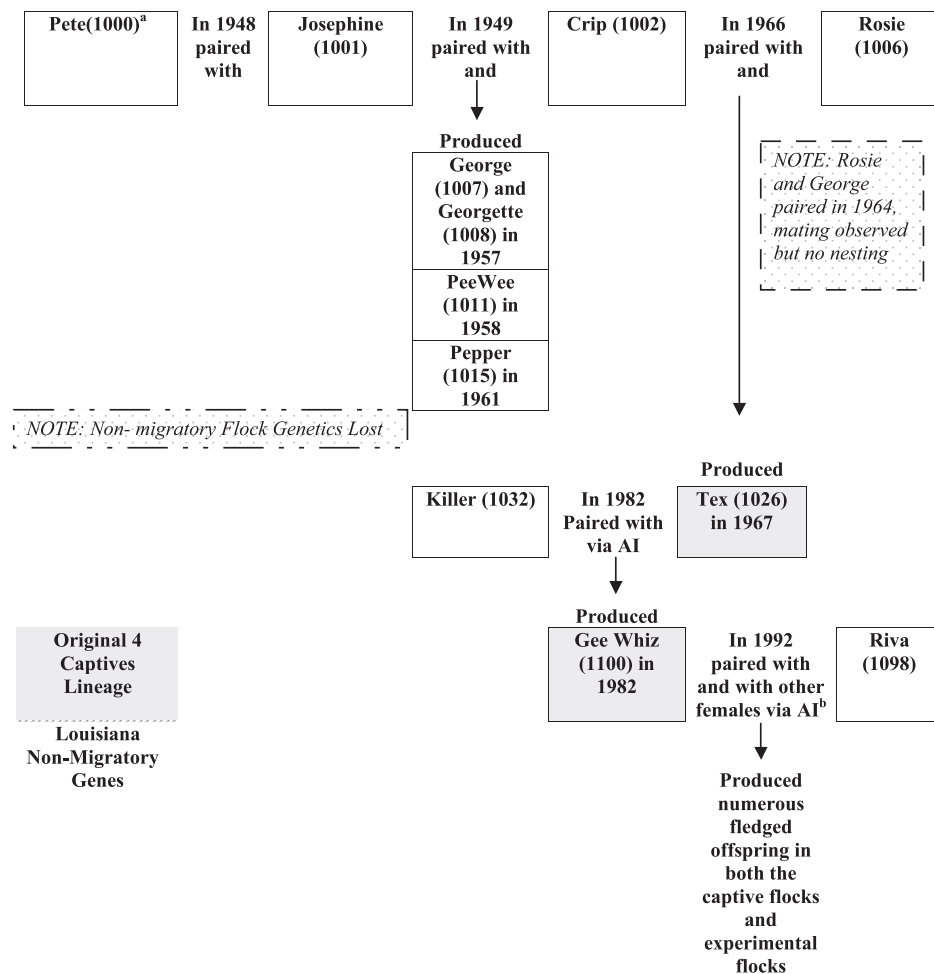 Pete(1000)a
In 1948
paired
with
Josephine
(1001)
In 1949
paired with
and
Crip (1002)
In 1966
paired with
and
Rosie
(1006)
Produced
George
(1007) and
Georgette
(1008) in
1957
PeeWee
(1011) in
1958
Pepper
(1015) in
1961
NOTE: Rosie
and George
paired in 1964,
mating observed
but no nesting
NOTE: Non- migratory Flock Genetics Lost
Killer (1032)
In 1982
Paired with
via AI
Produced
Tex (1026)
in 1967
Original 4
Captives
Lineage
Louisiana
Non-Migratory
Genes
Produced
Gee Whiz
(1100) in
1982
In 1992
paired with
and with other
females via AIb
Riva
(1098)
Produced
numerous
fledged
offspring in
both the
captive flocks
and
experimental
flocks